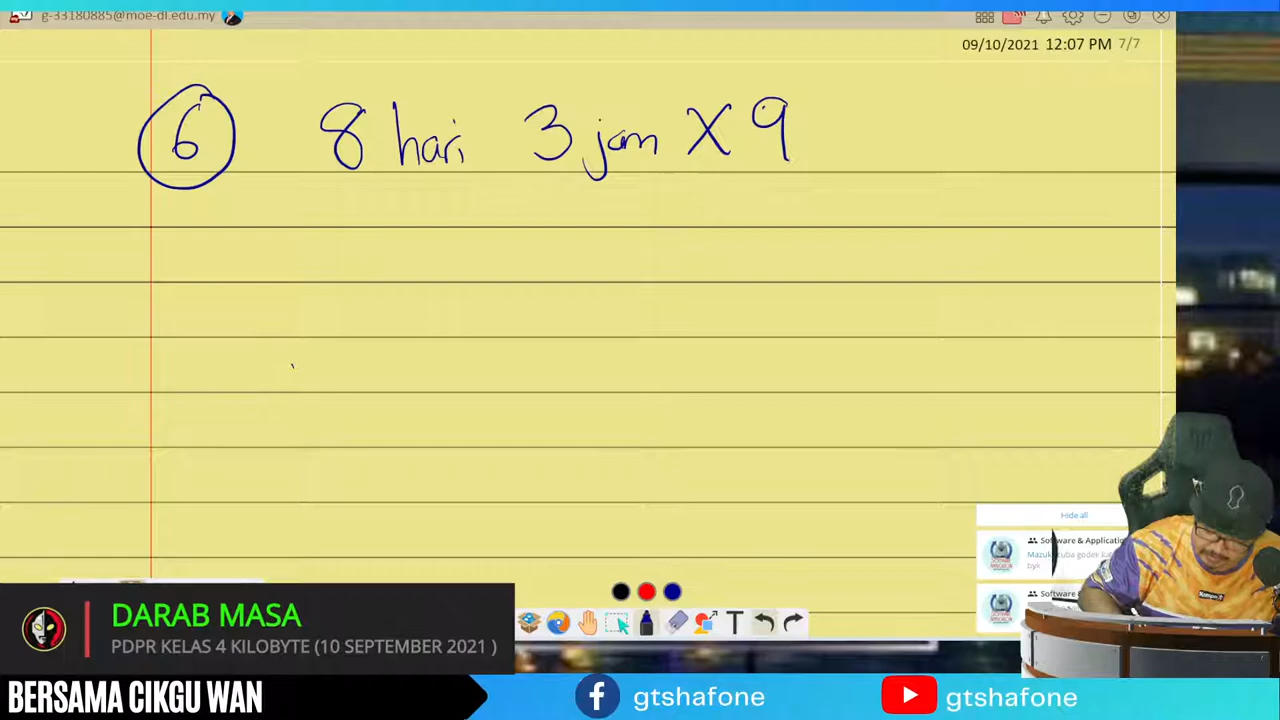 g-33180885@moe-dl.edu.my
09/10/2021 12:07 PM 7/7
6 8 hari 3 jam X 9
Hide all
Software & Applicatio
byk
DARAB MASA
PDPR KELAS 4 KILOBYTE (10 SEPTEMBER 2021 )
T
BERSAMA CIKGU WAN
gtshafone
gtshafone